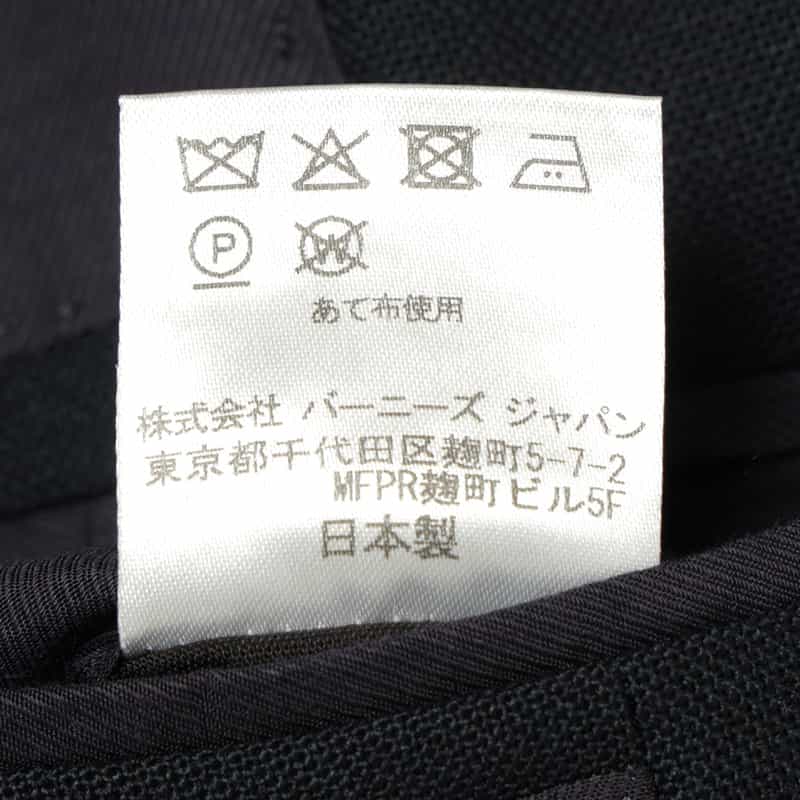 P W
あて布使用
株式会社 バーニーズ ジャパン
東京都千代田区麹町5-7-2
MFPR麹町ビル5F
日本製